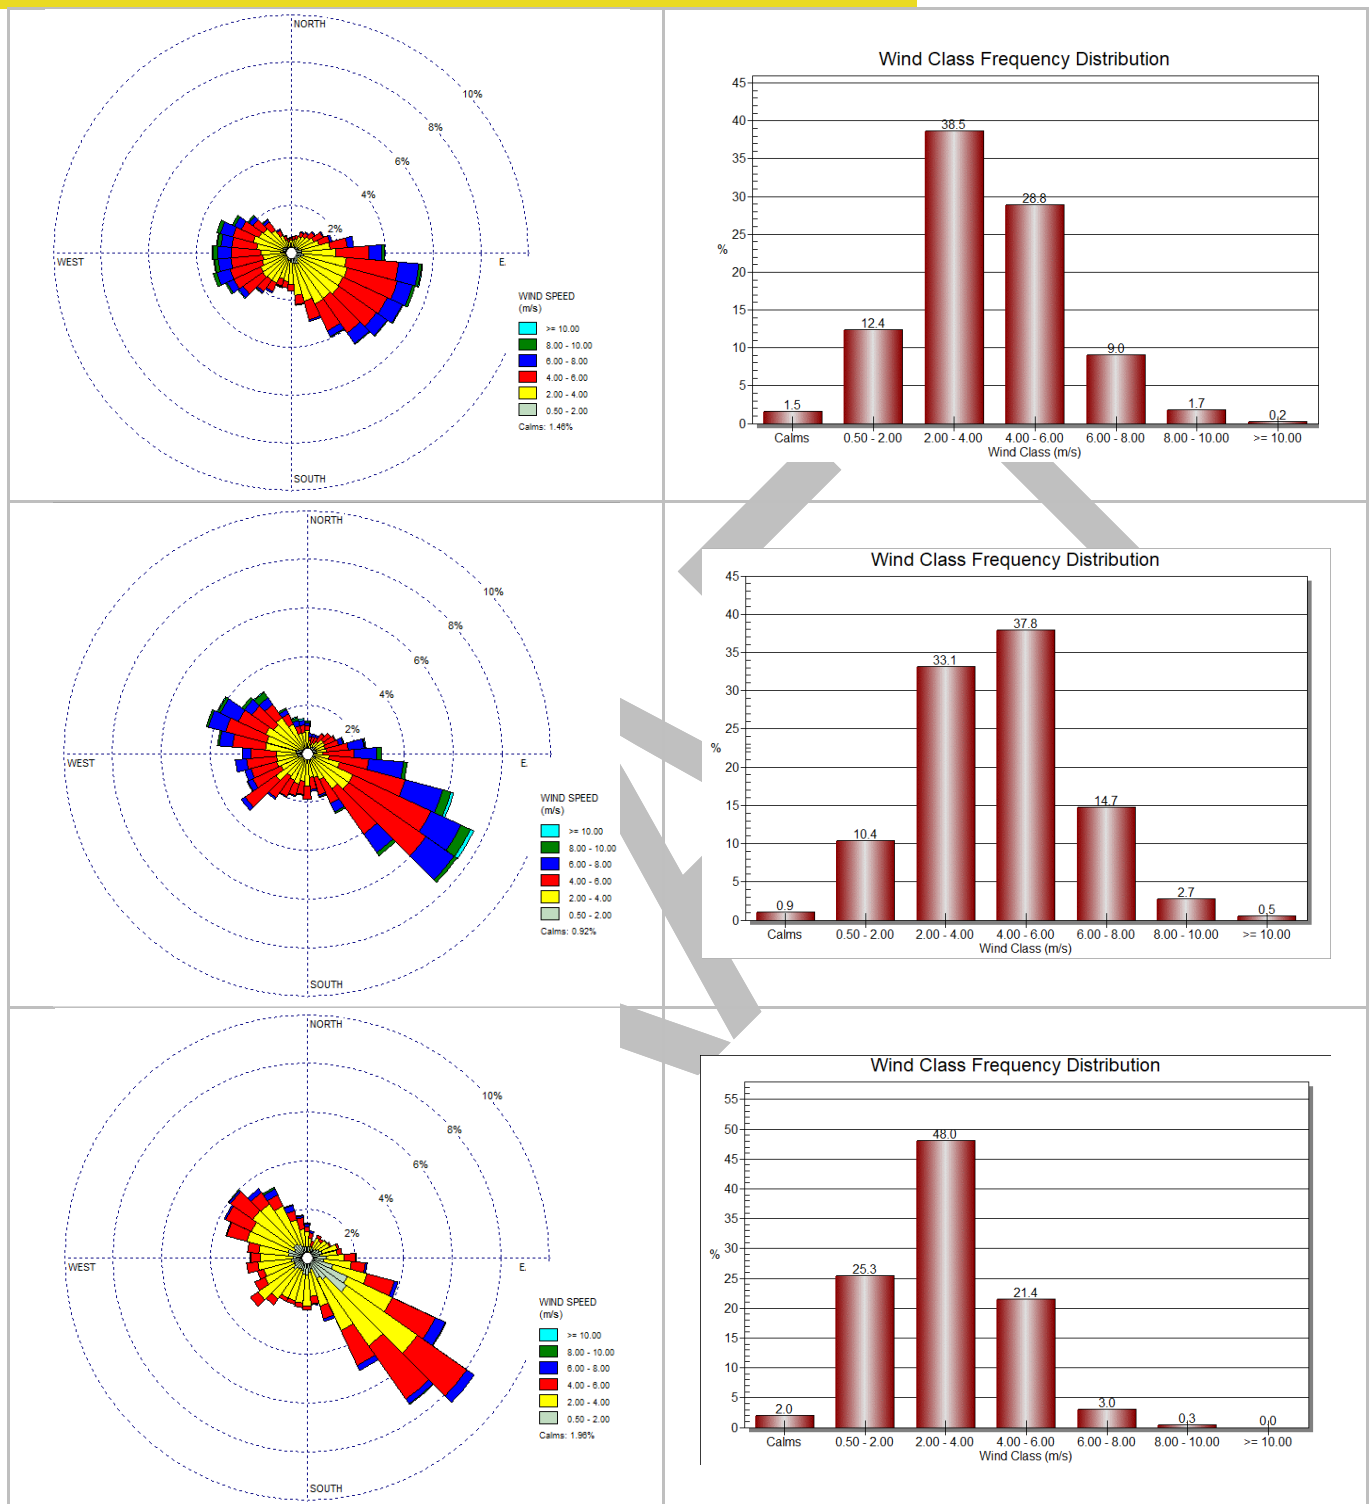 NORTH
10%
8%
6%
4%
2%
WEST
E.
WIND SPEED
(m/s)
>= 10.00
8.00 - 10.00
6.00 - 8.00
4.00 - 6.00
2.00 - 4.00
0.50 - 2.00
Calms: 1.46%
SOUTH
Wind Class Frequency Distribution
45
40
35
30
25
20
15
10
5
0
%
1.5
12.4
38.5
28.8
9.0
1.7
0.2
Calms 0.50 - 2.00 2.00 - 4.00 4.00 - 6.00 6.00 - 8.00 8.00 - 10.00 >= 10.00
Wind Class (m/s)
NORTH
10%
8%
6%
4%
2%
WEST
E.
WIND SPEED
(m/s)
>= 10.00
8.00 - 10.00
6.00 - 8.00
4.00 - 6.00
2.00 - 4.00
0.50 - 2.00
Calms: 0.92%
SOUTH
Wind Class Frequency Distribution
45
40
35
30
25
20
15
10
5
0
%
0.9
10.4
33.1
37.8
14.7
2.7
0.5
Calms 0.50 - 2.00 2.00 - 4.00 4.00 - 6.00 6.00 - 8.00 8.00 - 10.00 >= 10.00
Wind Class (m/s)
NORTH
10%
8%
6%
4%
2%
WEST
E.
WIND SPEED
(m/s)
>= 10.00
8.00 - 10.00
6.00 - 8.00
4.00 - 6.00
2.00 - 4.00
0.50 - 2.00
Calms: 1.96%
SOUTH
Wind Class Frequency Distribution
55
50
45
40
35
30
25
20
15
10
5
0
%
2.0
25.3
48.0
21.4
3.0
0.3
0.0
Calms 0.50 - 2.00 2.00 - 4.00 4.00 - 6.00 6.00 - 8.00 8.00 - 10.00 >= 10.00
Wind Class (m/s)